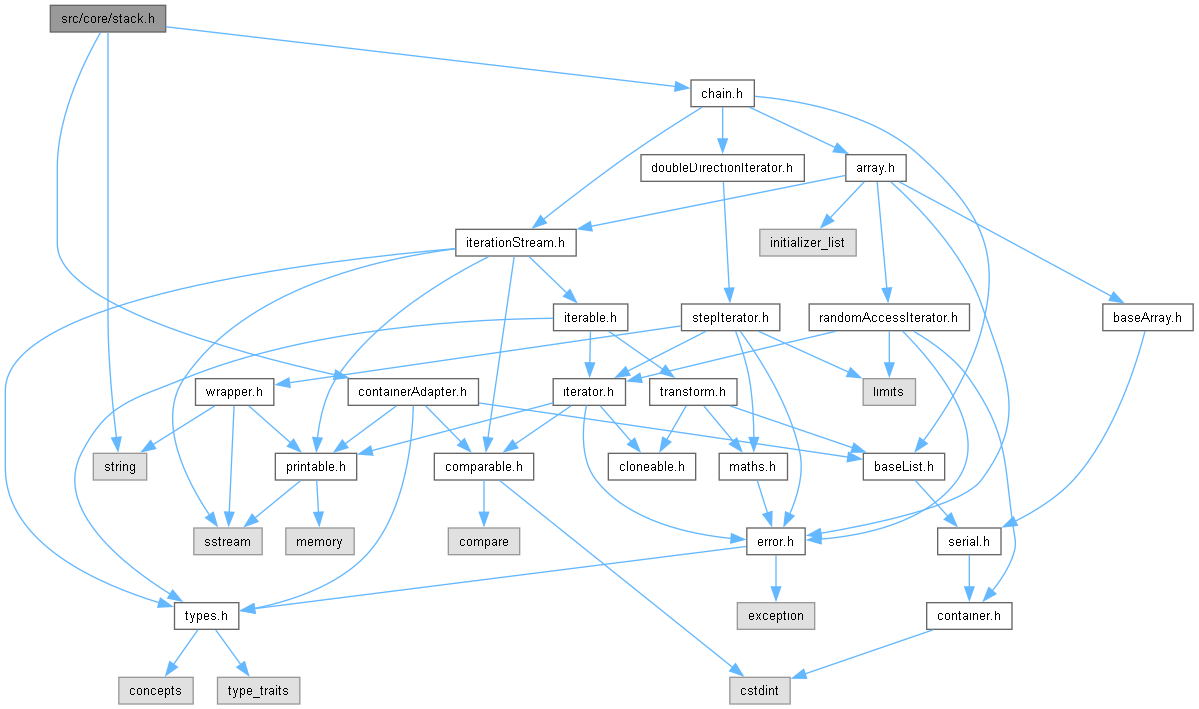 src/core/stack.h
chain.h
doubleDirectionIterator.h
array.h
iterationStream.h
initializer_list
iterable.h
stepIterator.h
randomAccessIterator.h
baseArray.h
wrapper.h
containerAdapter.h
iterator.h
transform.h
limits
string
printable.h
comparable.h
cloneable.h
maths.h
baseList.h
sstream
memory
compare
error.h
serial.h
types.h
exception
container.h
concepts
type_traits
cstdint